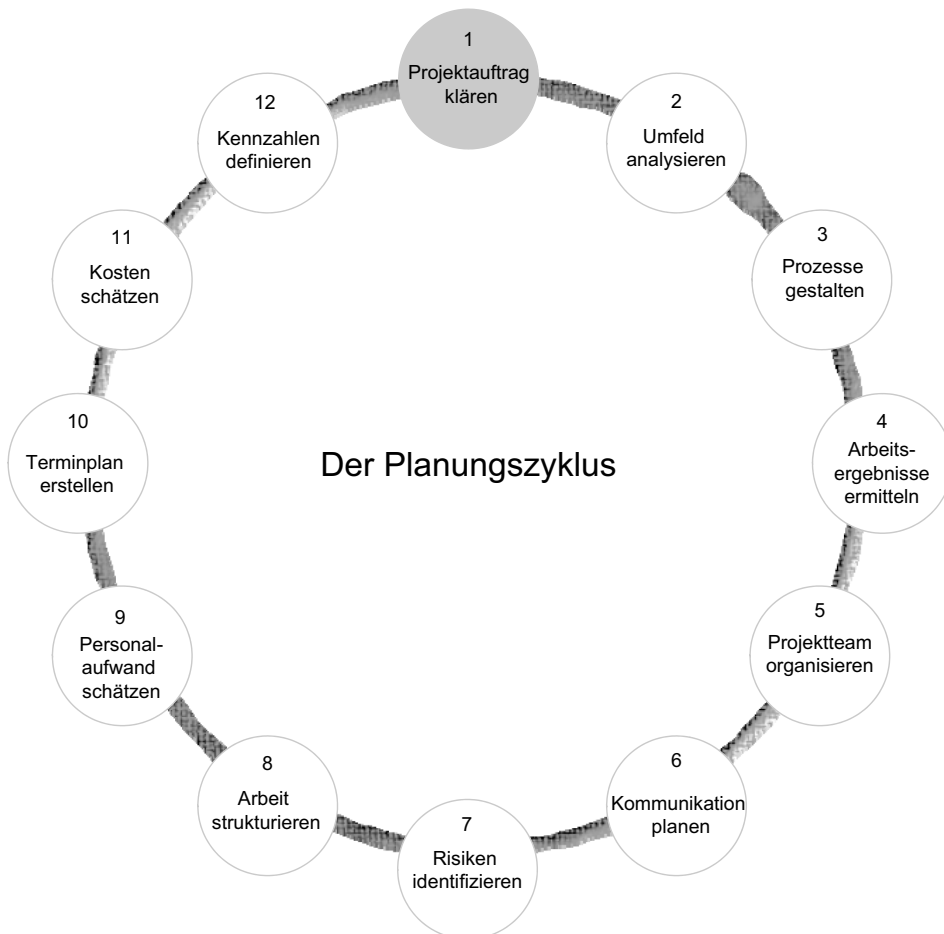 1
Projektauftrag
klären
2
Umfeld
analysieren
3
Prozesse
gestalten
4
Arbeits-
ergebnisse
ermitteln
5
Projektteam
organisieren
6
Kommunikation
planen
7
Risiken
identifizieren
8
Arbeit
strukturieren
9
Personal-
aufwand
schätzen
10
Terminplan
erstellen
11
Kosten
schätzen
12
Kennzahlen
definieren
Der Planungszyklus